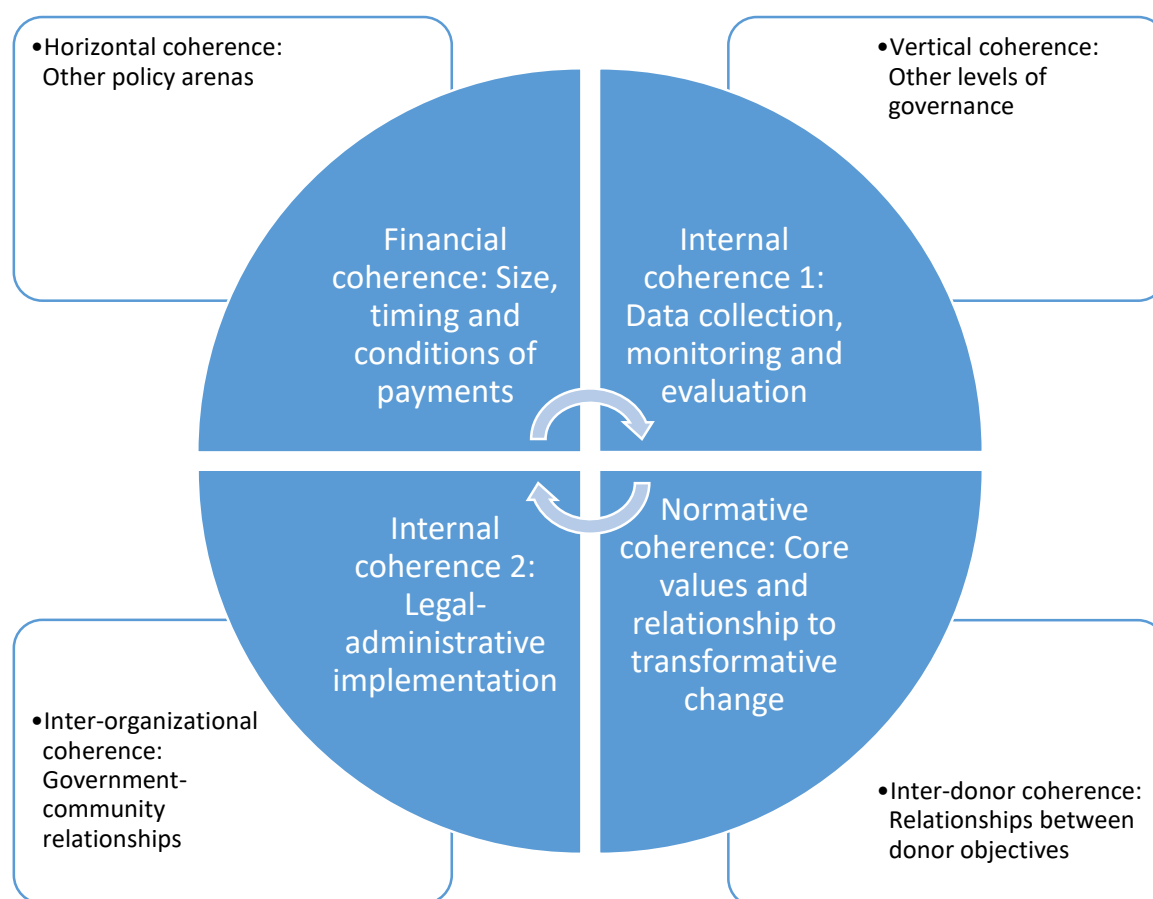 •Horizontal coherence:
Other policy arenas
•Vertical coherence:
Other levels of
governance
Financial
coherence: Size,
timing and
conditions of
payments
Internal
coherence 1:
Data collection,
monitoring and
evaluation
Internal
coherence 2:
Legal-
administrative
implementation
Normative
coherence: Core
values and
relationship to
transformative
change
•Inter-organizational
coherence:
Government-
community
relationships
•Inter-donor coherence:
Relationships between
donor objectives